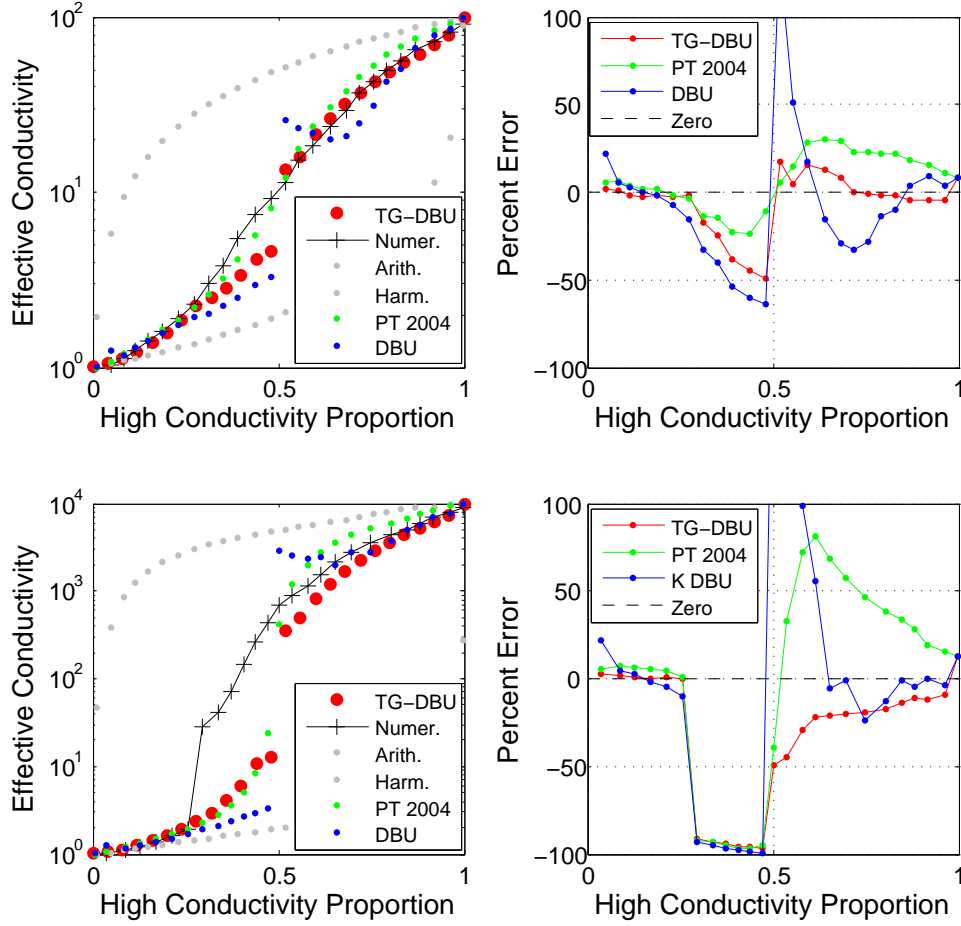 10^2
10^1
10^0
Effective Conductivity
0
0.5
1
High Conductivity Proportion
TG−DBU
Numer.
Arith.
Harm.
PT 2004
DBU
100
50
0
−50
−100
Percent Error
0
0.5
1
High Conductivity Proportion
TG−DBU
PT 2004
DBU
Zero
10^4
10^3
10^2
10^1
10^0
Effective Conductivity
0
0.5
1
High Conductivity Proportion
TG−DBU
Numer.
Arith.
Harm.
PT 2004
DBU
100
50
0
−50
−100
Percent Error
0
0.5
1
High Conductivity Proportion
TG−DBU
PT 2004
K DBU
Zero